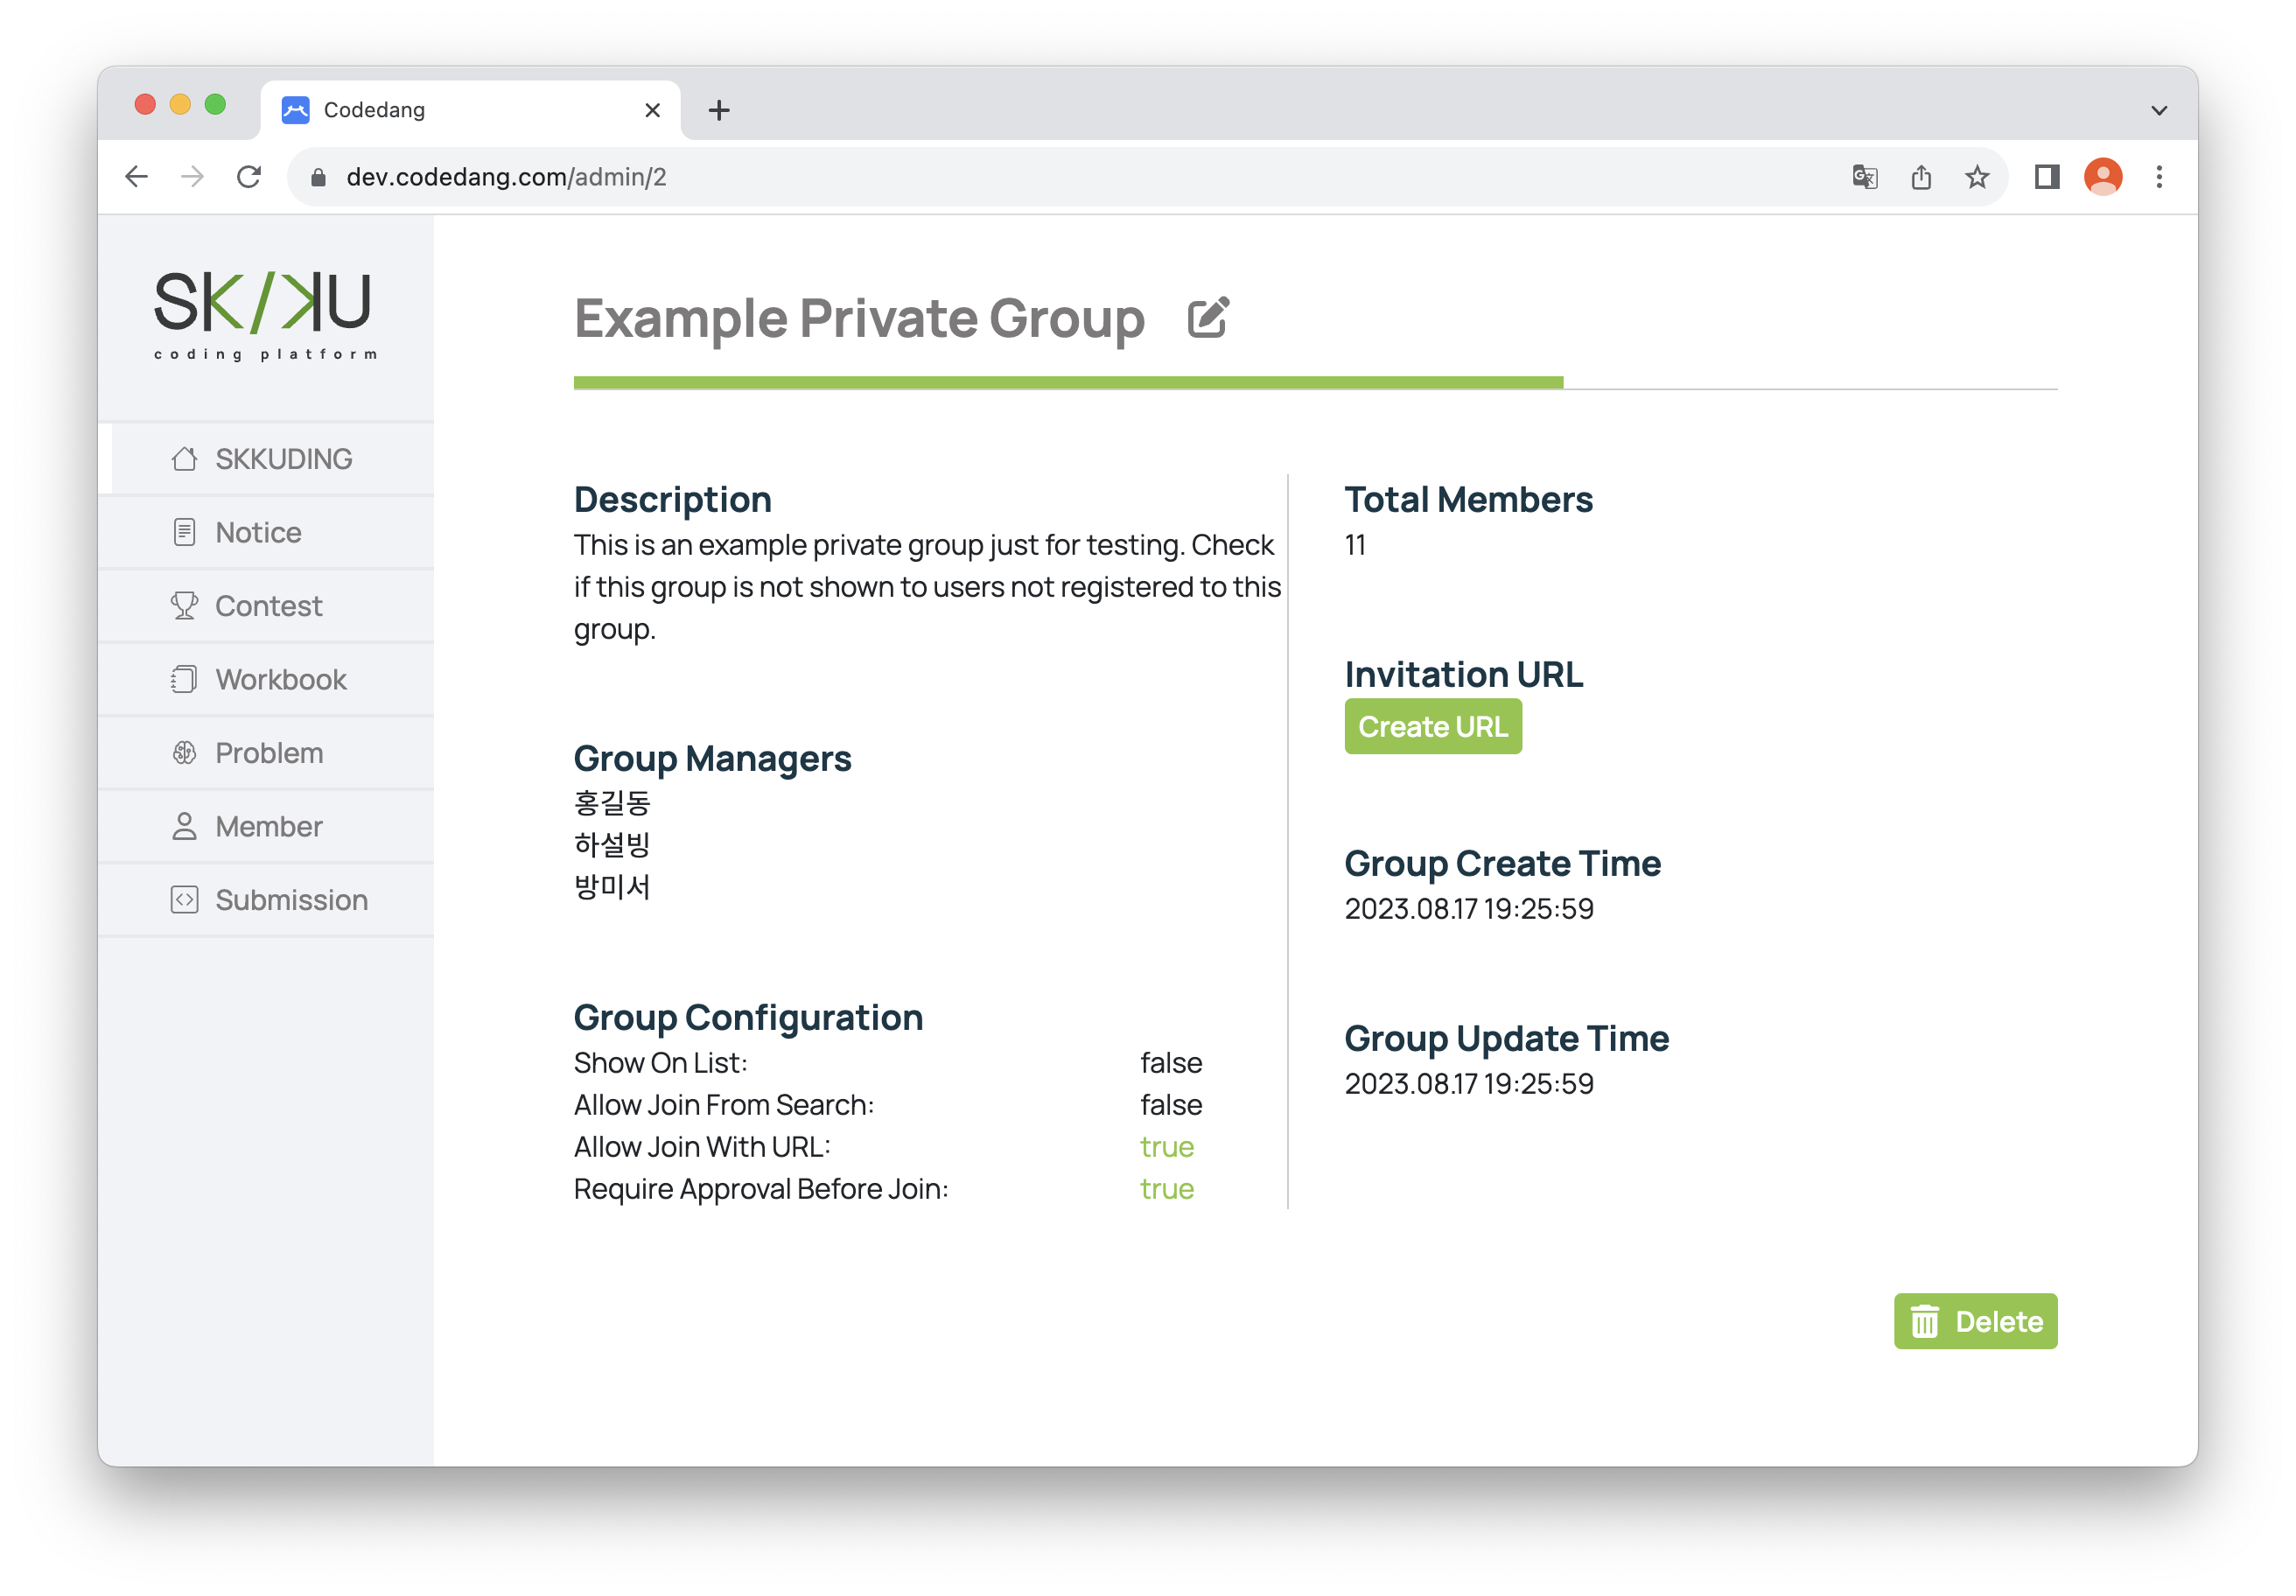 Codedang
dev.codedang.com/admin/2
SK/KU
coding platform
SKKUDING
Notice
Contest
Workbook
Problem
Member
Submission
Example Private Group
Description
This is an example private group just for testing. Check
if this group is not shown to users not registered to this
group.
Group Managers
홍길동
하설빙
방미서
Group Configuration
Show On List: false
Allow Join From Search: false
Allow Join With URL: true
Require Approval Before Join: true
Total Members
11
Invitation URL
Create URL
Group Create Time
2023.08.17 19:25:59
Group Update Time
2023.08.17 19:25:59
Delete